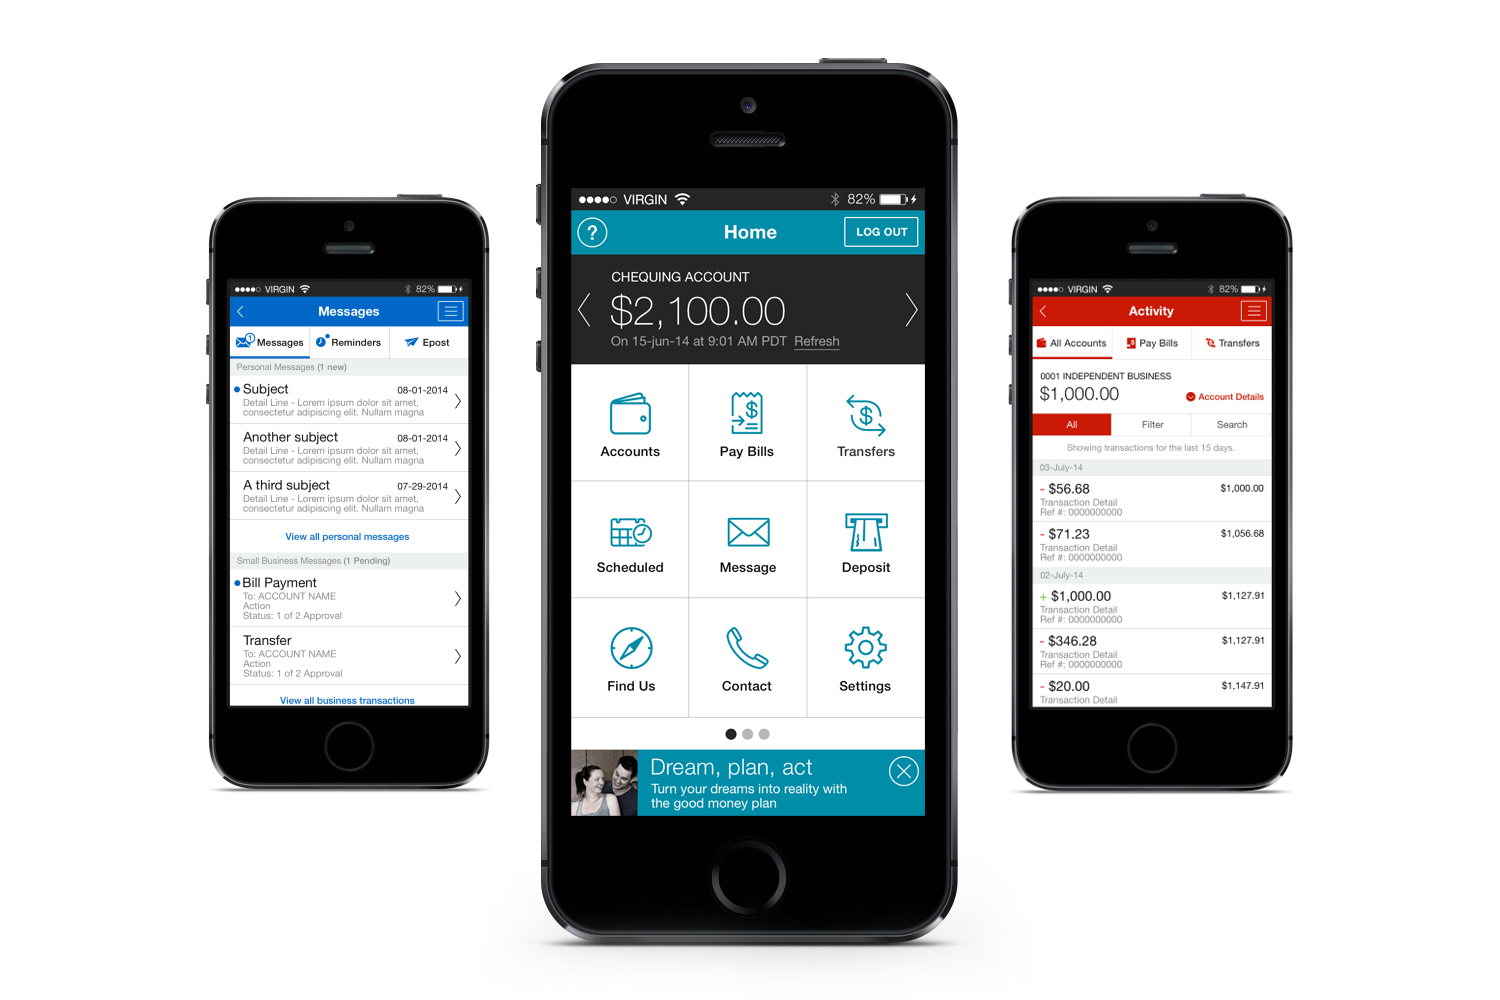 VIRGIN 82%
Messages
1
Messages Reminders Epost
Personal Messages (1 new)
Subject 08-01-2014
Detail Line - Lorem ipsum dolor sit amet,
consectetur adipiscing elit. Nullam magna
Another subject 08-01-2014
Detail Line - Lorem ipsum dolor sit amet,
consectetur adipiscing elit. Nullam magna
A third subject 07-29-2014
Detail Line - Lorem ipsum dolor sit amet,
consectetur adipiscing elit. Nullam magna
View all personal messages
Small Business Messages (1 Pending)
Bill Payment
To: ACCOUNT NAME
Action
Status: 1 of 2 Approval
Transfer
To: ACCOUNT NAME
Action
Status: 1 of 2 Approval
View all business transactions
VIRGIN 82%
? Home LOG OUT
CHEQUING ACCOUNT
$2,100.00
On 15-jun-14 at 9:01 AM PDT Refresh
$ $
Accounts Pay Bills Transfers
Scheduled Message Deposit
Find Us Contact Settings
Dream, plan, act
Turn your dreams into reality with
the good money plan
VIRGIN 82%
Activity
All Accounts Pay Bills Transfers
0001 INDEPENDENT BUSINESS
$1,000.00 Account Details
All Filter Search
Showing transactions for the last 15 days.
03-July-14
- $56.68 $1,000.00
Transaction Detail
Ref #: 0000000000
- $71.23 $1,056.68
Transaction Detail
Ref #: 0000000000
02-July-14
+ $1,000.00 $1,127.91
Transaction Detail
Ref #: 0000000000
- $346.28 $1,127.91
Transaction Detail
Ref #: 0000000000
- $20.00 $1,147.91
Transaction Detail